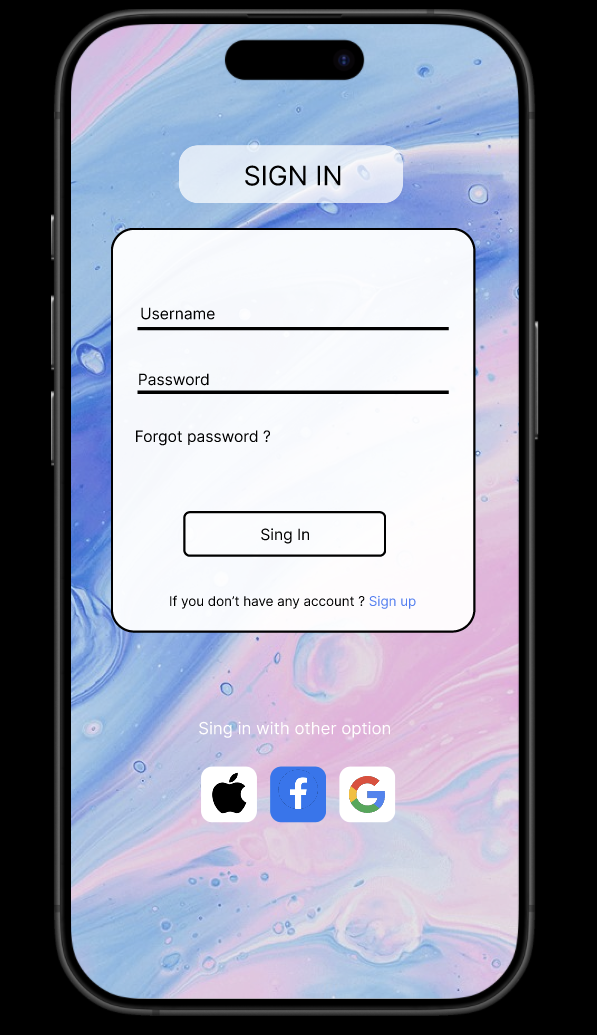 SIGN IN
Username
Password
Forgot password ?
Sing In
If you don't have any account ? Sign up
Sing in with other option